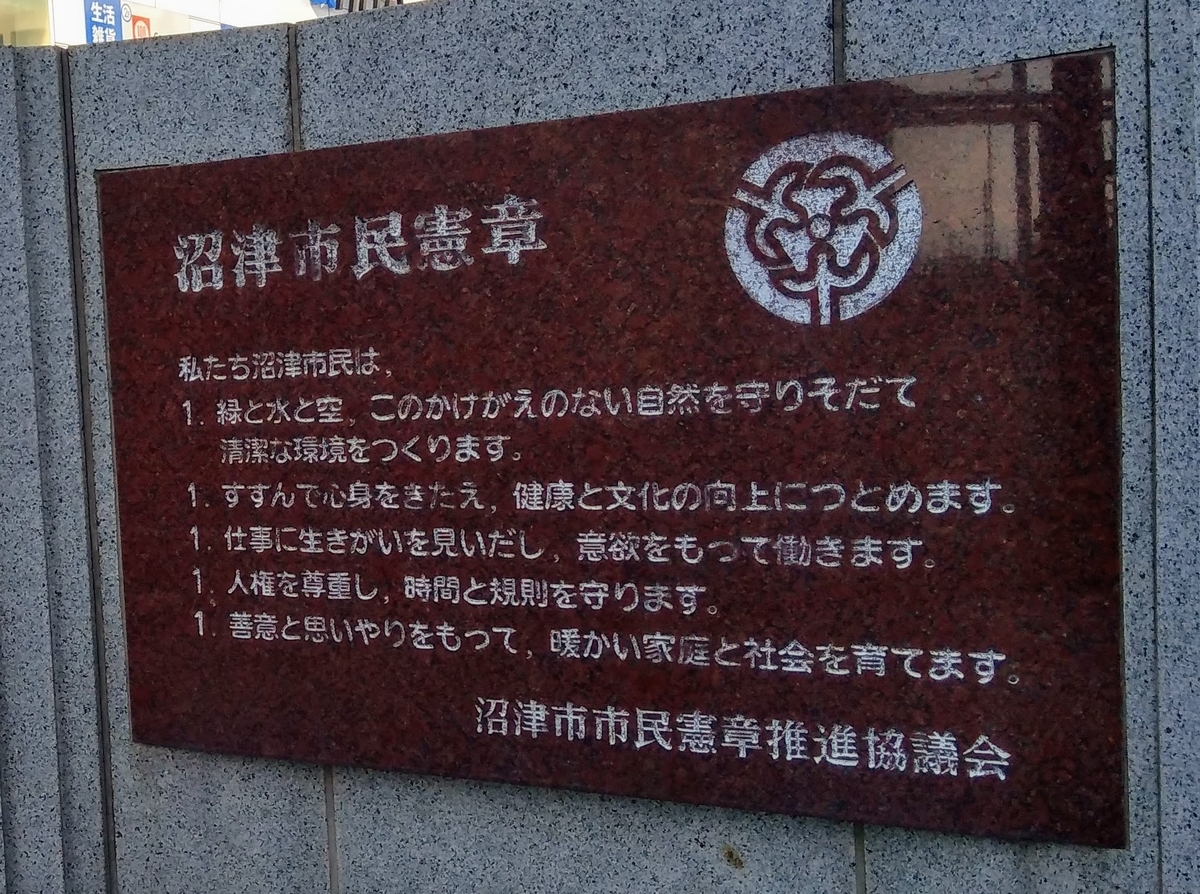 生活
雑貨
沼津市民憲章
私たち沼津市民は,
1. 緑と水と空, このかけがえのない自然を守りそだて
清潔な環境をつくります。
1. すすんで心身をきたえ, 健康と文化の向上につとめます。
1. 仕事に生きがいを見いだし, 意欲をもって働きます。
1. 人権を尊重し, 時間と規則を守ります。
1. 善意と思いやりをもって, 暖かい家庭と社会を育てます。
沼津市市民憲章推進協議会